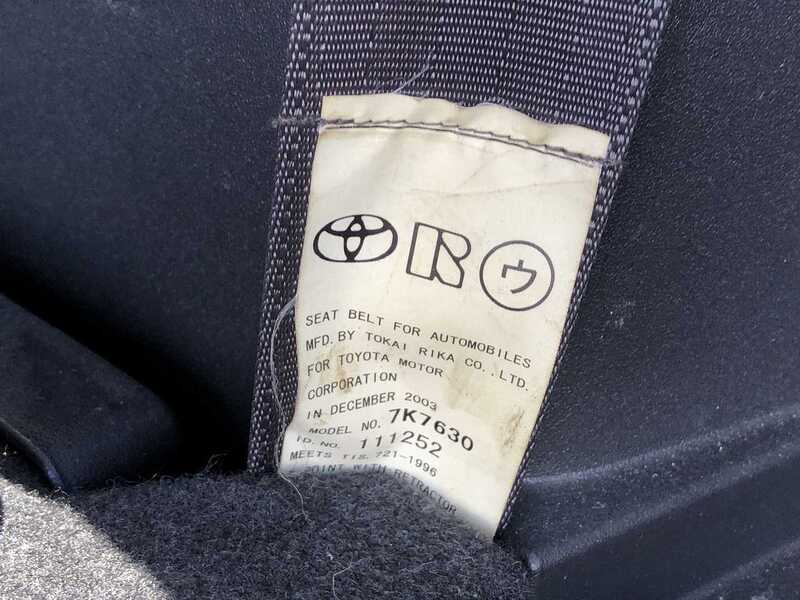 ウ
SEAT BELT FOR AUTOMOBILES
MFD. BY TOKAI RIKA CO., LTD.
FOR TOYOTA MOTOR
CORPORATION
IN DECEMBER 2003
MODEL NO. 7K7630
ID. NO. 111252
MEETS TIS. 721-1996
POINT WITH RETRACTOR